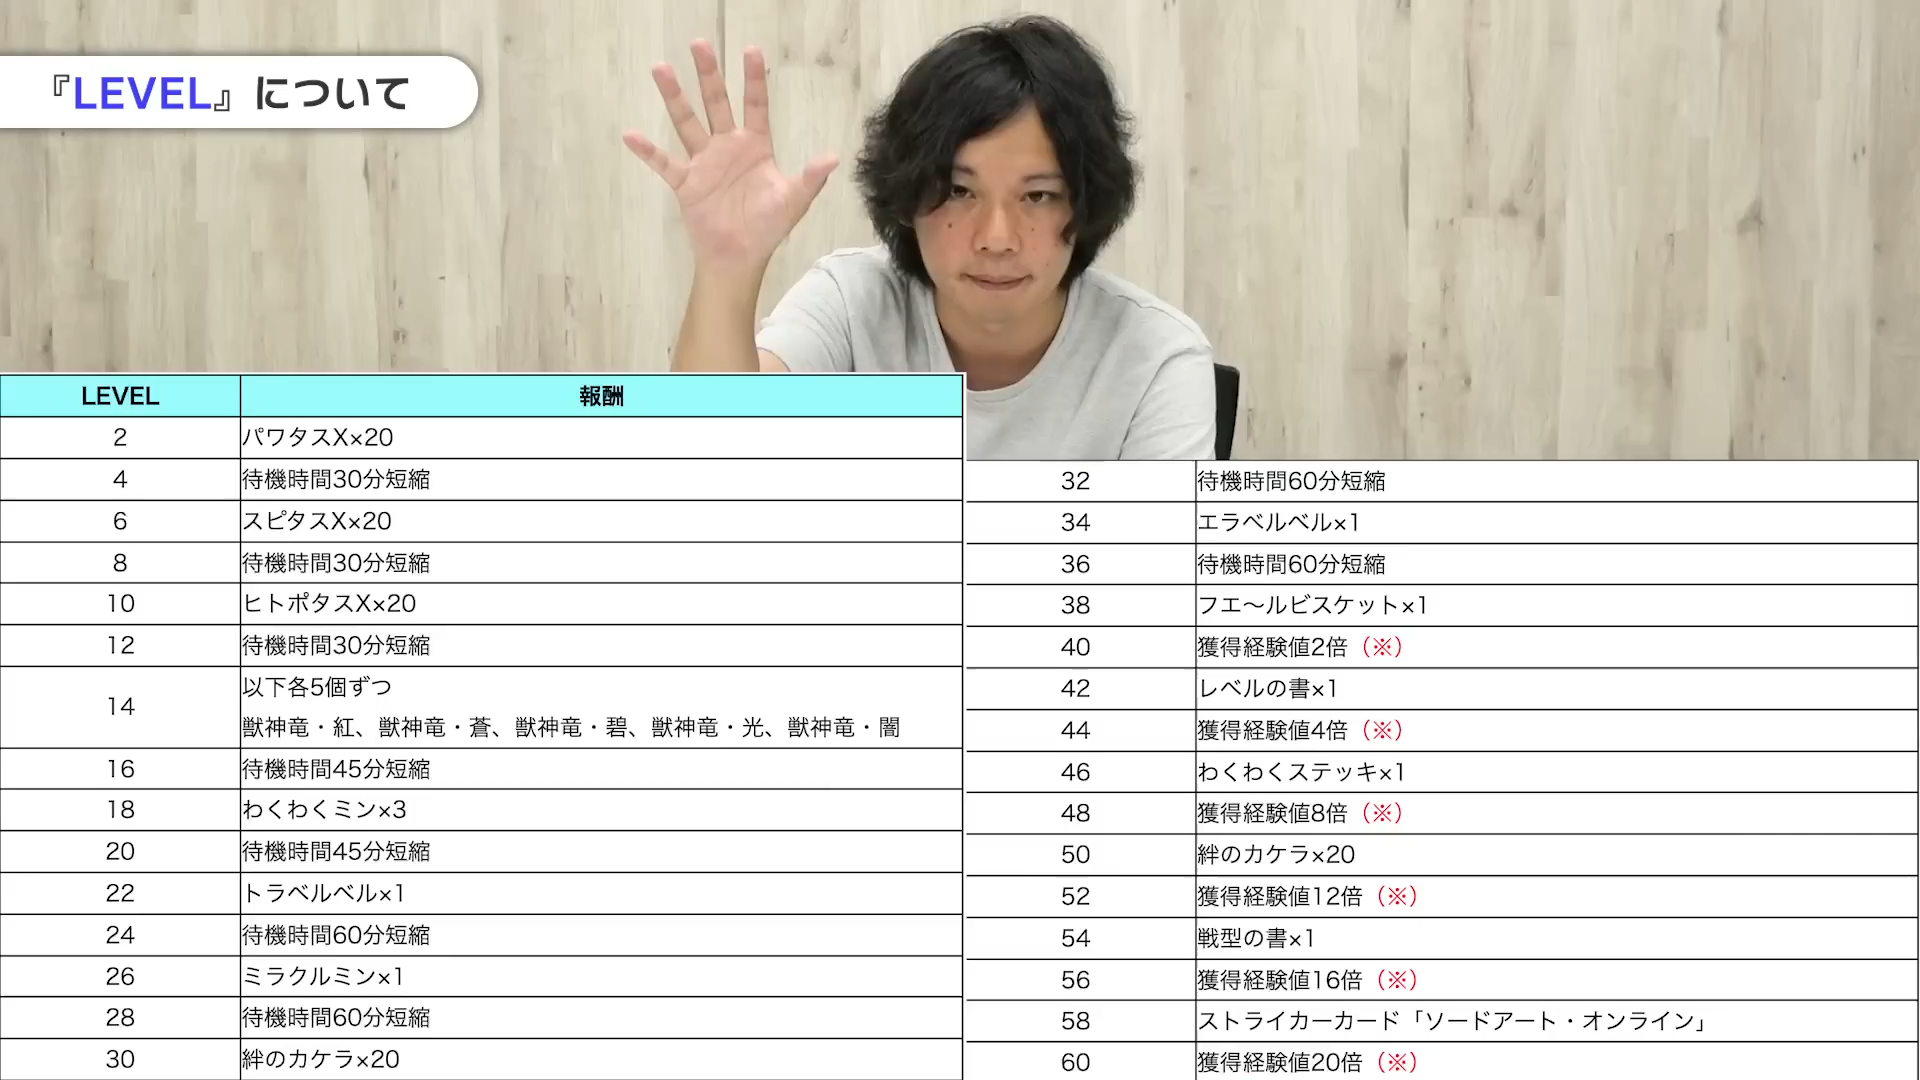 『LEVEL』について
LEVEL 報酬
2 パワタスX×20
4 待機時間30分短縮
6 スピタスX×20
8 待機時間30分短縮
10 ヒトポタスX×20
12 待機時間30分短縮
14 以下各5個ずつ
獣神竜・紅、獣神竜・蒼、獣神竜・碧、獣神竜・光、獣神竜・闇
16 待機時間45分短縮
18 わくわくミン×3
20 待機時間45分短縮
22 トラベルベル×1
24 待機時間60分短縮
26 ミラクルミン×1
28 待機時間60分短縮
30 絆のカケラ×20
32 待機時間60分短縮
34 エラベルベル×1
36 待機時間60分短縮
38 フエ〜ルビスケット×1
40 獲得経験値2倍（※）
42 レベルの書×1
44 獲得経験値4倍（※）
46 わくわくステッキ×1
48 獲得経験値8倍（※）
50 絆のカケラ×20
52 獲得経験値12倍（※）
54 戦型の書×1
56 獲得経験値16倍（※）
58 ストライカーカード「ソードアート・オンライン」
60 獲得経験値20倍（※）